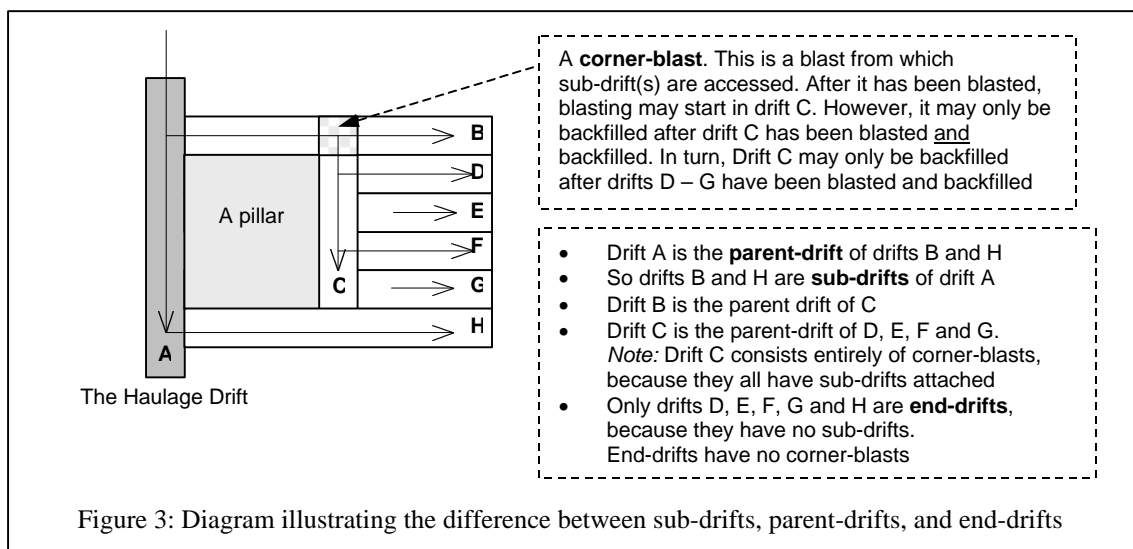 A corner-blast. This is a blast from which
sub-drift(s) are accessed. After it has been blasted,
blasting may start in drift C. However, it may only be
backfilled after drift C has been blasted and
backfilled. In turn, Drift C may only be backfilled
after drifts D – G have been blasted and backfilled
B
D
A pillar
E
F
C
G
H
A
The Haulage Drift
• Drift A is the parent-drift of drifts B and H
• So drifts B and H are sub-drifts of drift A
• Drift B is the parent drift of C
• Drift C is the parent-drift of D, E, F and G.
Note: Drift C consists entirely of corner-blasts,
because they all have sub-drifts attached
• Only drifts D, E, F, G and H are end-drifts,
because they have no sub-drifts.
End-drifts have no corner-blasts
Figure 3: Diagram illustrating the difference between sub-drifts, parent-drifts, and end-drifts